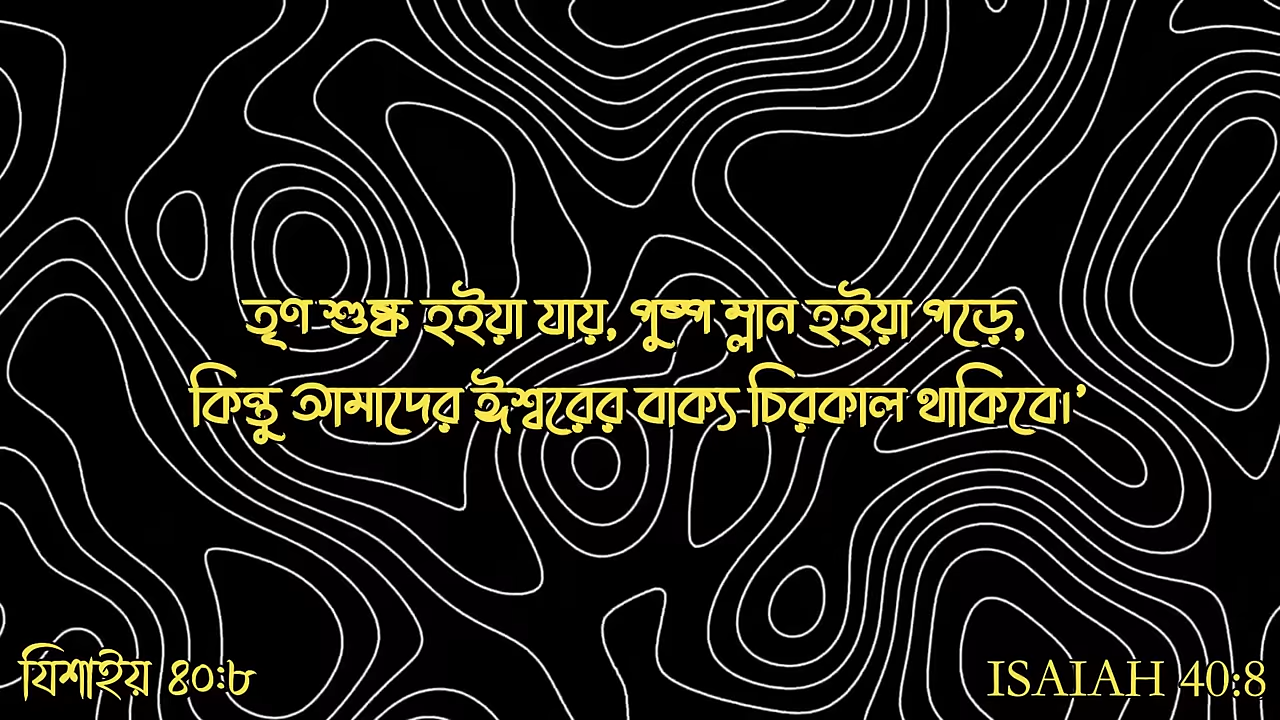 তৃণ শুষ্ক হইয়া যায়, পুষ্প ম্লান হইয়া পড়ে,
কিন্তু আমাদের ঈশ্বরের বাক্য চিরকাল থাকিবে।’
যিশাইয় ৪০:৮
ISAIAH 40:8